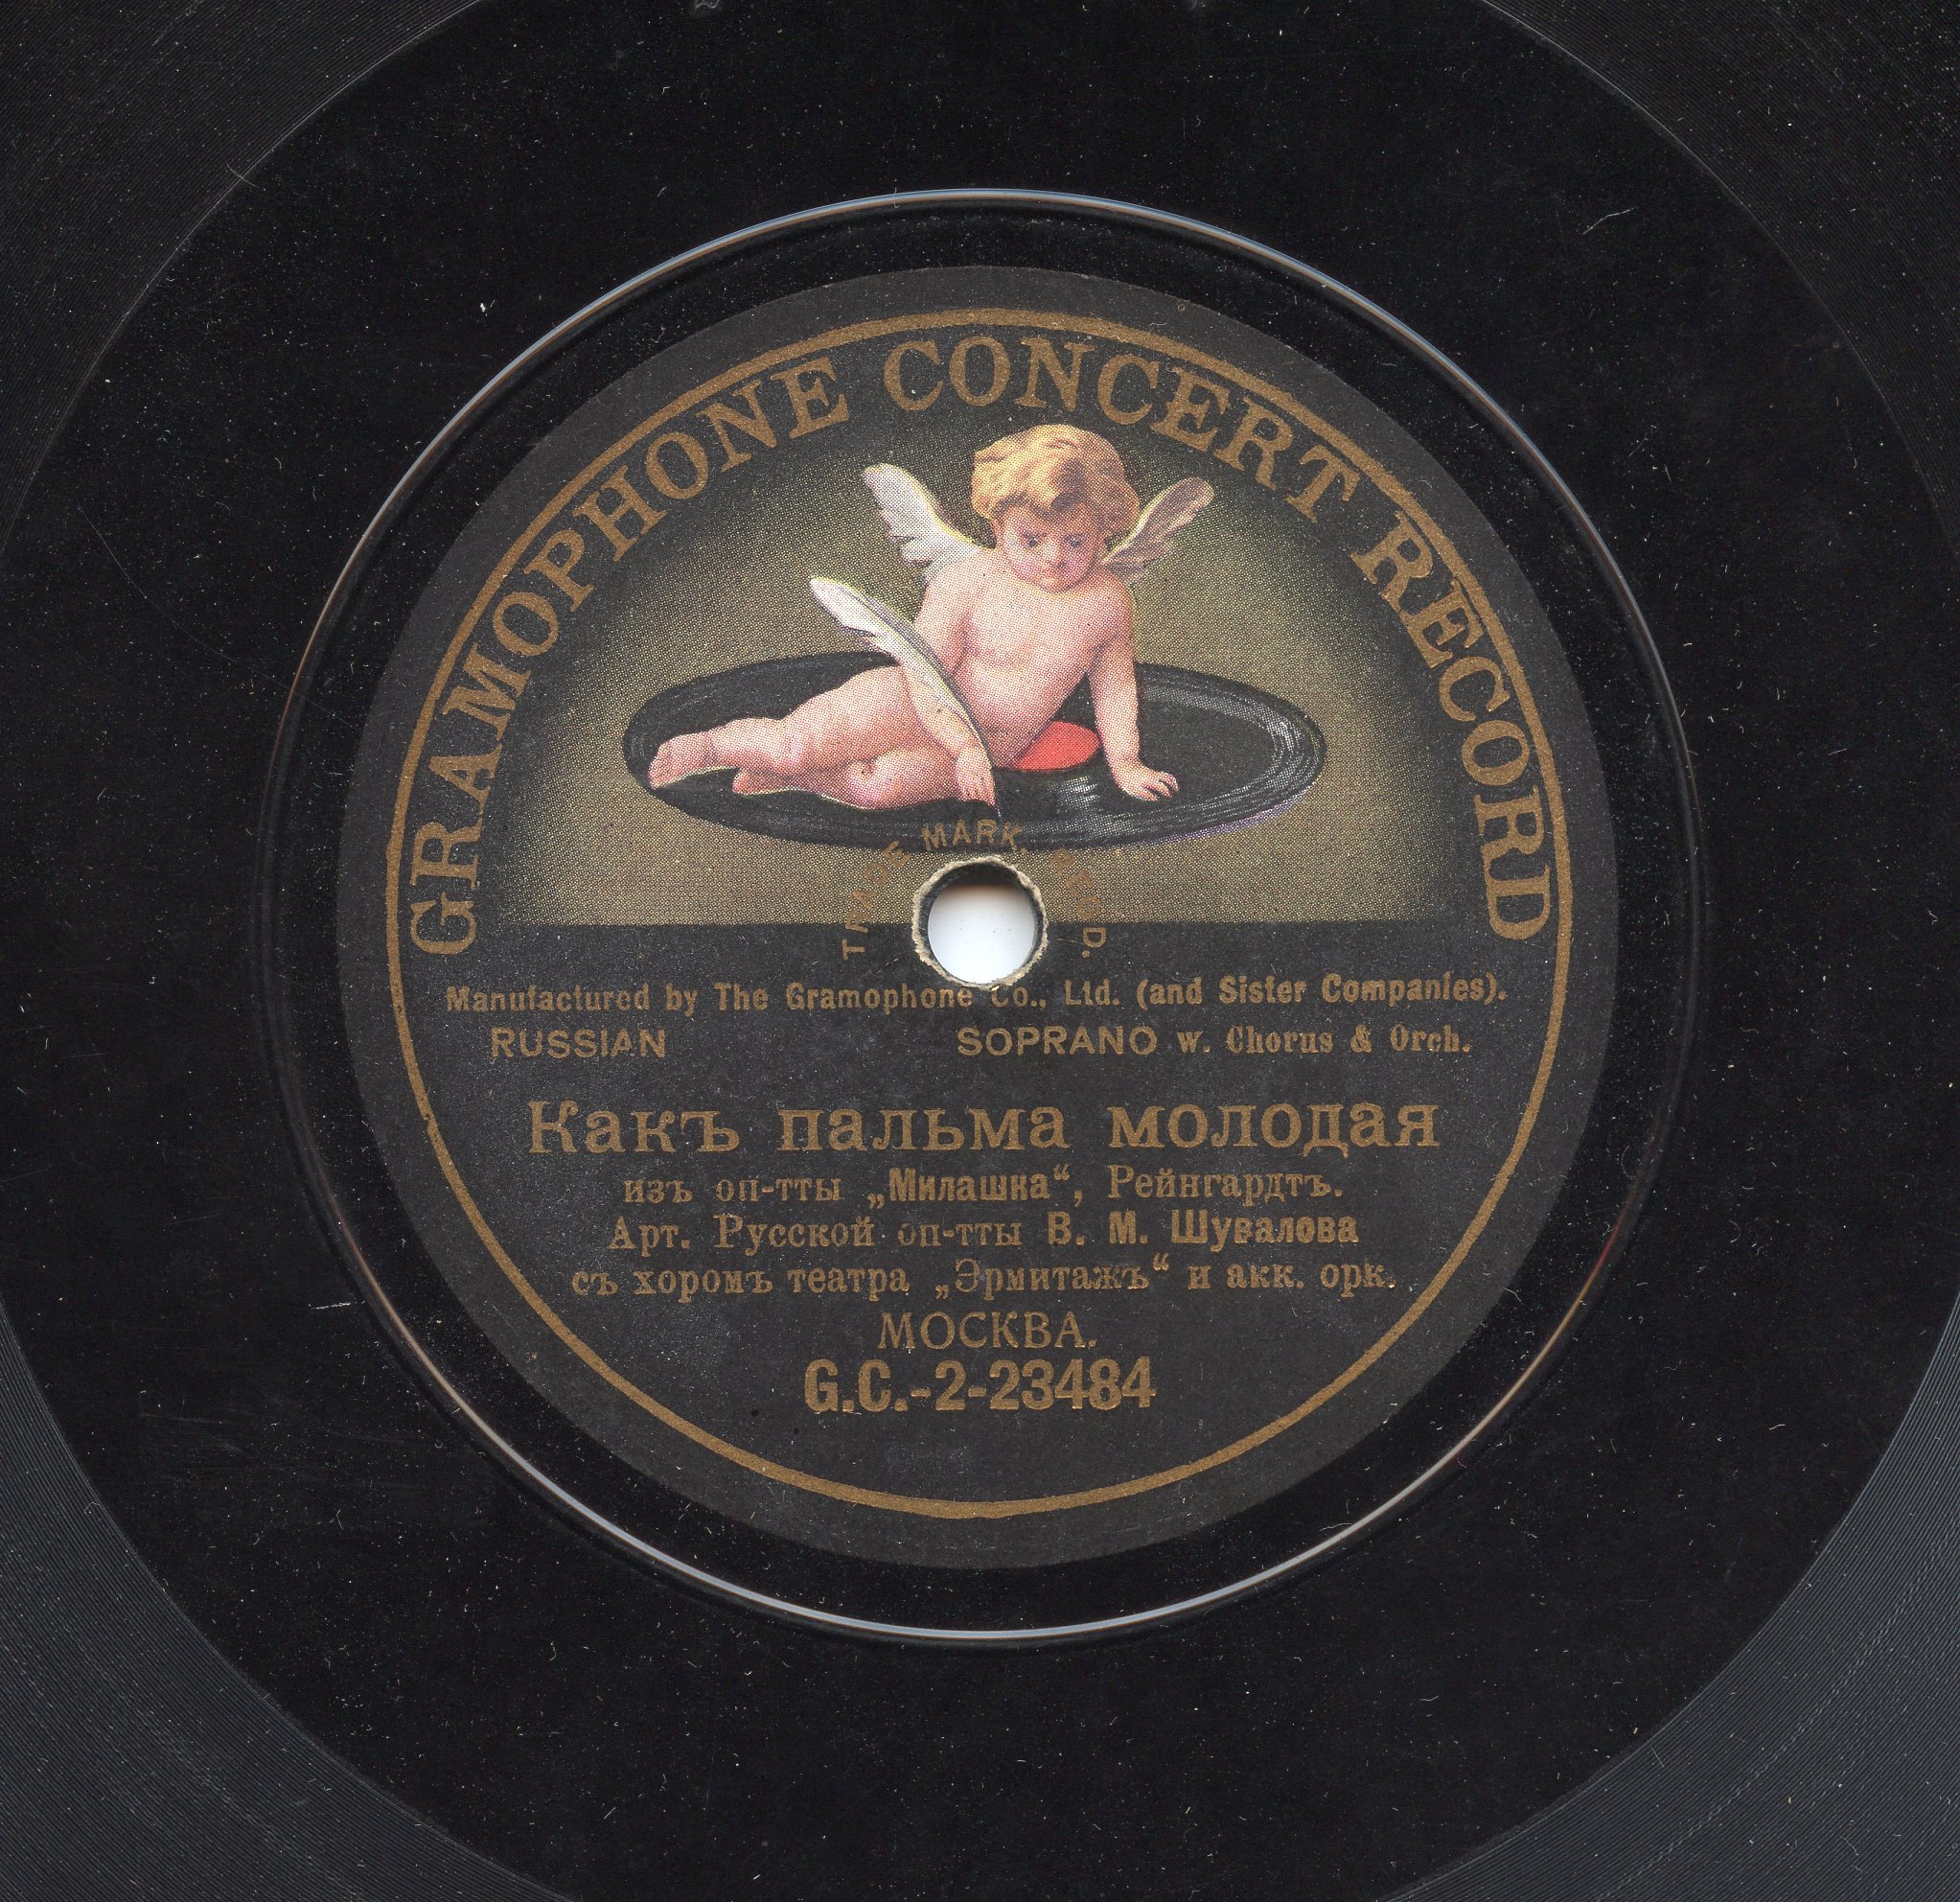 GRAMOPHONE CONCERT RECORD
TRADE MARK REG'D.
Manufactured by The Gramophone Co., Ltd. (and Sister Companies).
RUSSIAN SOPRANO w. Chorus & Orch.
Какъ пальма молодая
изъ оп-тты „Милашка“, Рейнгардтъ.
Арт. Русской оп-тты В. М. Шувалова
съ хоромъ театра „Эрмитажъ“ и акк. орк.
МОСКВА.
G.C.-2-23484